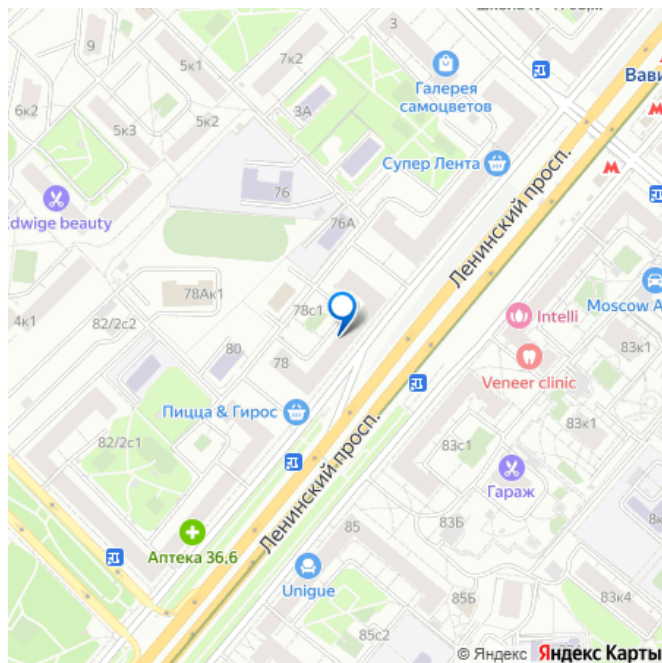 9
5к1
7к2
78
Галерея
самоцветов
Вави
6к2
3А
5к3
5к2
Супер Лента
dwige beauty
76
Ленинский просп.
76А
78Ак1
78с1
Moscow A
4к1
82/2с2
Intelli
80
83к1
78
Veneer clinic
Пицца & Гирос
83к1
82/2с1
83с1
Ленинский просп.
Гараж
85
83Б
Аптека 36,6
Unigue
85Б
83к4
85с2
© Яндекс Яндекс Карты